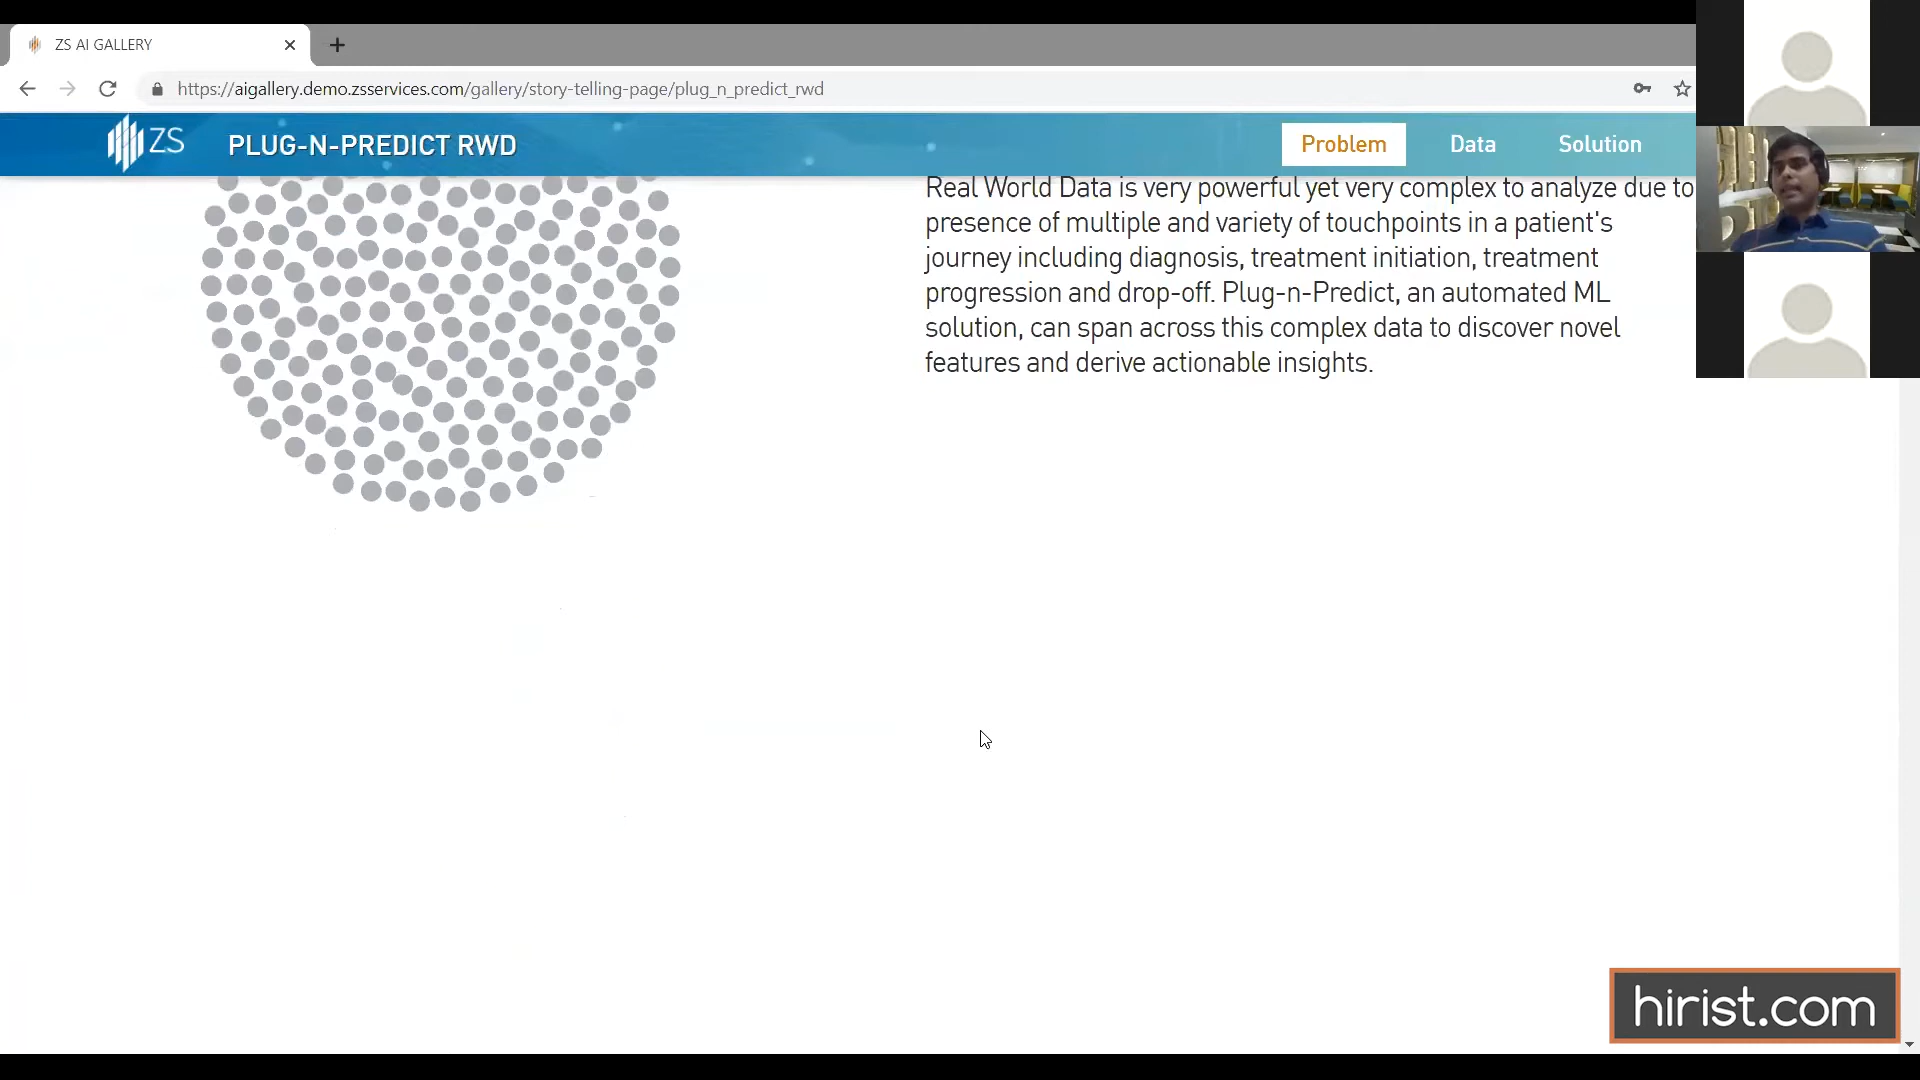 ZS AI GALLERY
https://aigallery.demo.zsservices.com/gallery/story-telling-page/plug_n_predict_rwd
ZS
PLUG-N-PREDICT RWD
Problem
Data
Solution
Real World Data is very powerful yet very complex to analyze due to
presence of multiple and variety of touchpoints in a patient's
journey including diagnosis, treatment initiation, treatment
progression and drop-off. Plug-n-Predict, an automated ML
solution, can span across this complex data to discover novel
features and derive actionable insights.
hirist.com